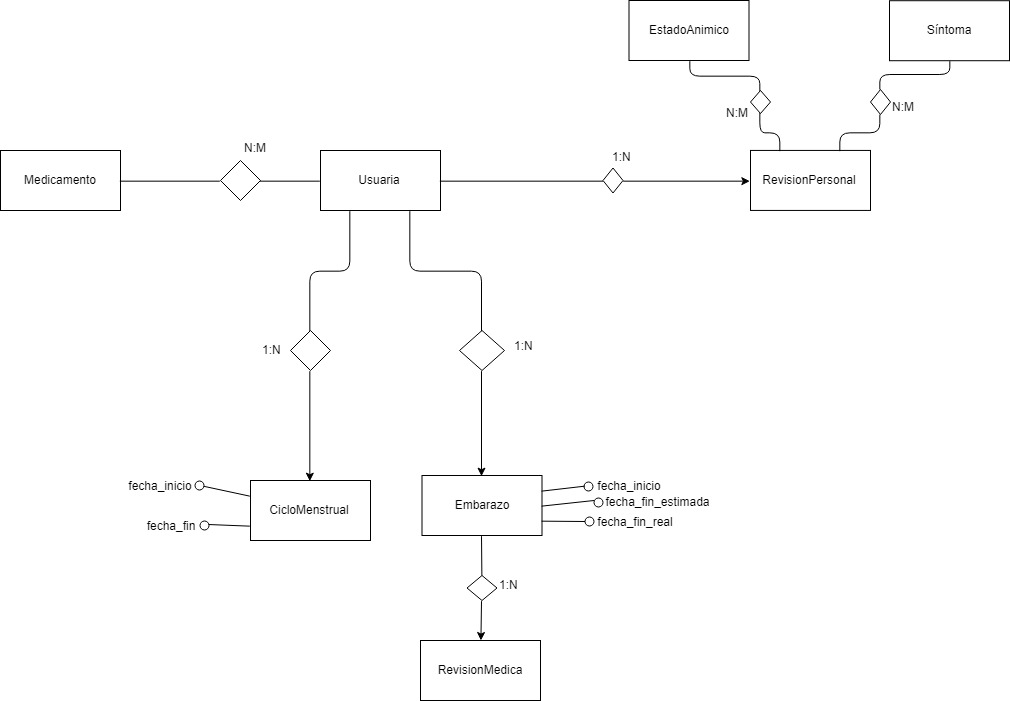 EstadoAnimico
Síntoma
N:M
N:M
N:M
1:N
Medicamento
Usuaria
RevisionPersonal
1:N
1:N
fecha_inicio
fecha_fin
CicloMenstrual
Embarazo
fecha_inicio
fecha_fin_estimada
fecha_fin_real
1:N
RevisionMedica